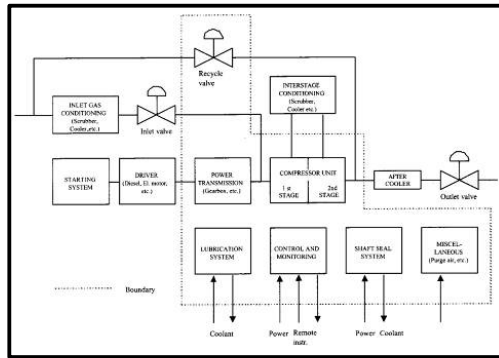 Recycle
valve
INLET GAS
CONDITIONING
(Scrubber,
Cooler,etc.)
Inlet valve
INTERSTAGE
CONDITIONING
(Scrubber,
Cooler etc.)
STARTING
SYSTEM
DRIVER
(Diesel, El. motor,
etc.)
POWER
TRANSMISSION
(Gearbox, etc.)
COMPRESSOR UNIT
1 st
STAGE
2nd
STAGE
AFTER
COOLER
Outlet valve
LUBRICATION
SYSTEM
CONTROL AND
MONITORING
SHAFT SEAL
SYSTEM
MISCEL-
LANEOUS
(Purge air, etc.)
Boundary
Coolant
Power Remote
instr.
Power Coolant